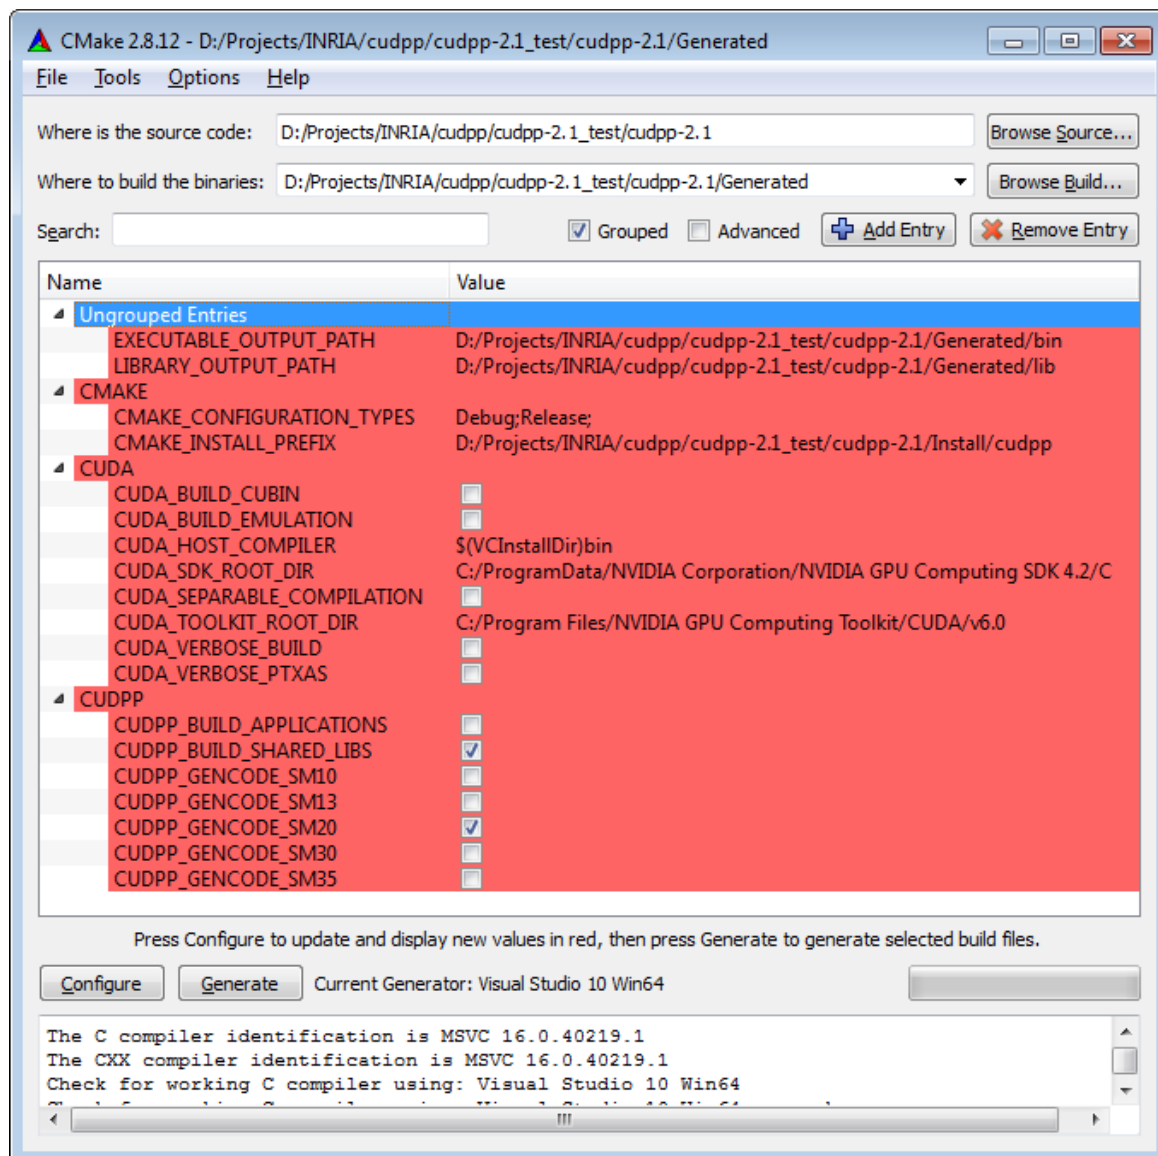 CMake 2.8.12 - D:/Projects/INRIA/cudpp/cudpp-2.1_test/cudpp-2.1/Generated
File Tools Options Help
Where is the source code: D:/Projects/INRIA/cudpp/cudpp-2.1_test/cudpp-2.1 Browse Source...
Where to build the binaries: D:/Projects/INRIA/cudpp/cudpp-2.1_test/cudpp-2.1/Generated Browse Build...
Search: Grouped Advanced Add Entry Remove Entry
Name Value
Ungrouped Entries
EXECUTABLE_OUTPUT_PATH D:/Projects/INRIA/cudpp/cudpp-2.1_test/cudpp-2.1/Generated/bin
LIBRARY_OUTPUT_PATH D:/Projects/INRIA/cudpp/cudpp-2.1_test/cudpp-2.1/Generated/lib
CMAKE
CMAKE_CONFIGURATION_TYPES Debug;Release;
CMAKE_INSTALL_PREFIX D:/Projects/INRIA/cudpp/cudpp-2.1_test/cudpp-2.1/Install/cudpp
CUDA
CUDA_BUILD_CUBIN
CUDA_BUILD_EMULATION
CUDA_HOST_COMPILER $(VCInstallDir)bin
CUDA_SDK_ROOT_DIR C:/ProgramData/NVIDIA Corporation/NVIDIA GPU Computing SDK 4.2/C
CUDA_SEPARABLE_COMPILATION
CUDA_TOOLKIT_ROOT_DIR C:/Program Files/NVIDIA GPU Computing Toolkit/CUDA/v6.0
CUDA_VERBOSE_BUILD
CUDA_VERBOSE_PTXAS
CUDPP
CUDPP_BUILD_APPLICATIONS
CUDPP_BUILD_SHARED_LIBS
CUDPP_GENCODE_SM10
CUDPP_GENCODE_SM13
CUDPP_GENCODE_SM20
CUDPP_GENCODE_SM30
CUDPP_GENCODE_SM35
Press Configure to update and display new values in red, then press Generate to generate selected build files.
Configure Generate Current Generator: Visual Studio 10 Win64
The C compiler identification is MSVC 16.0.40219.1
The CXX compiler identification is MSVC 16.0.40219.1
Check for working C compiler using: Visual Studio 10 Win64